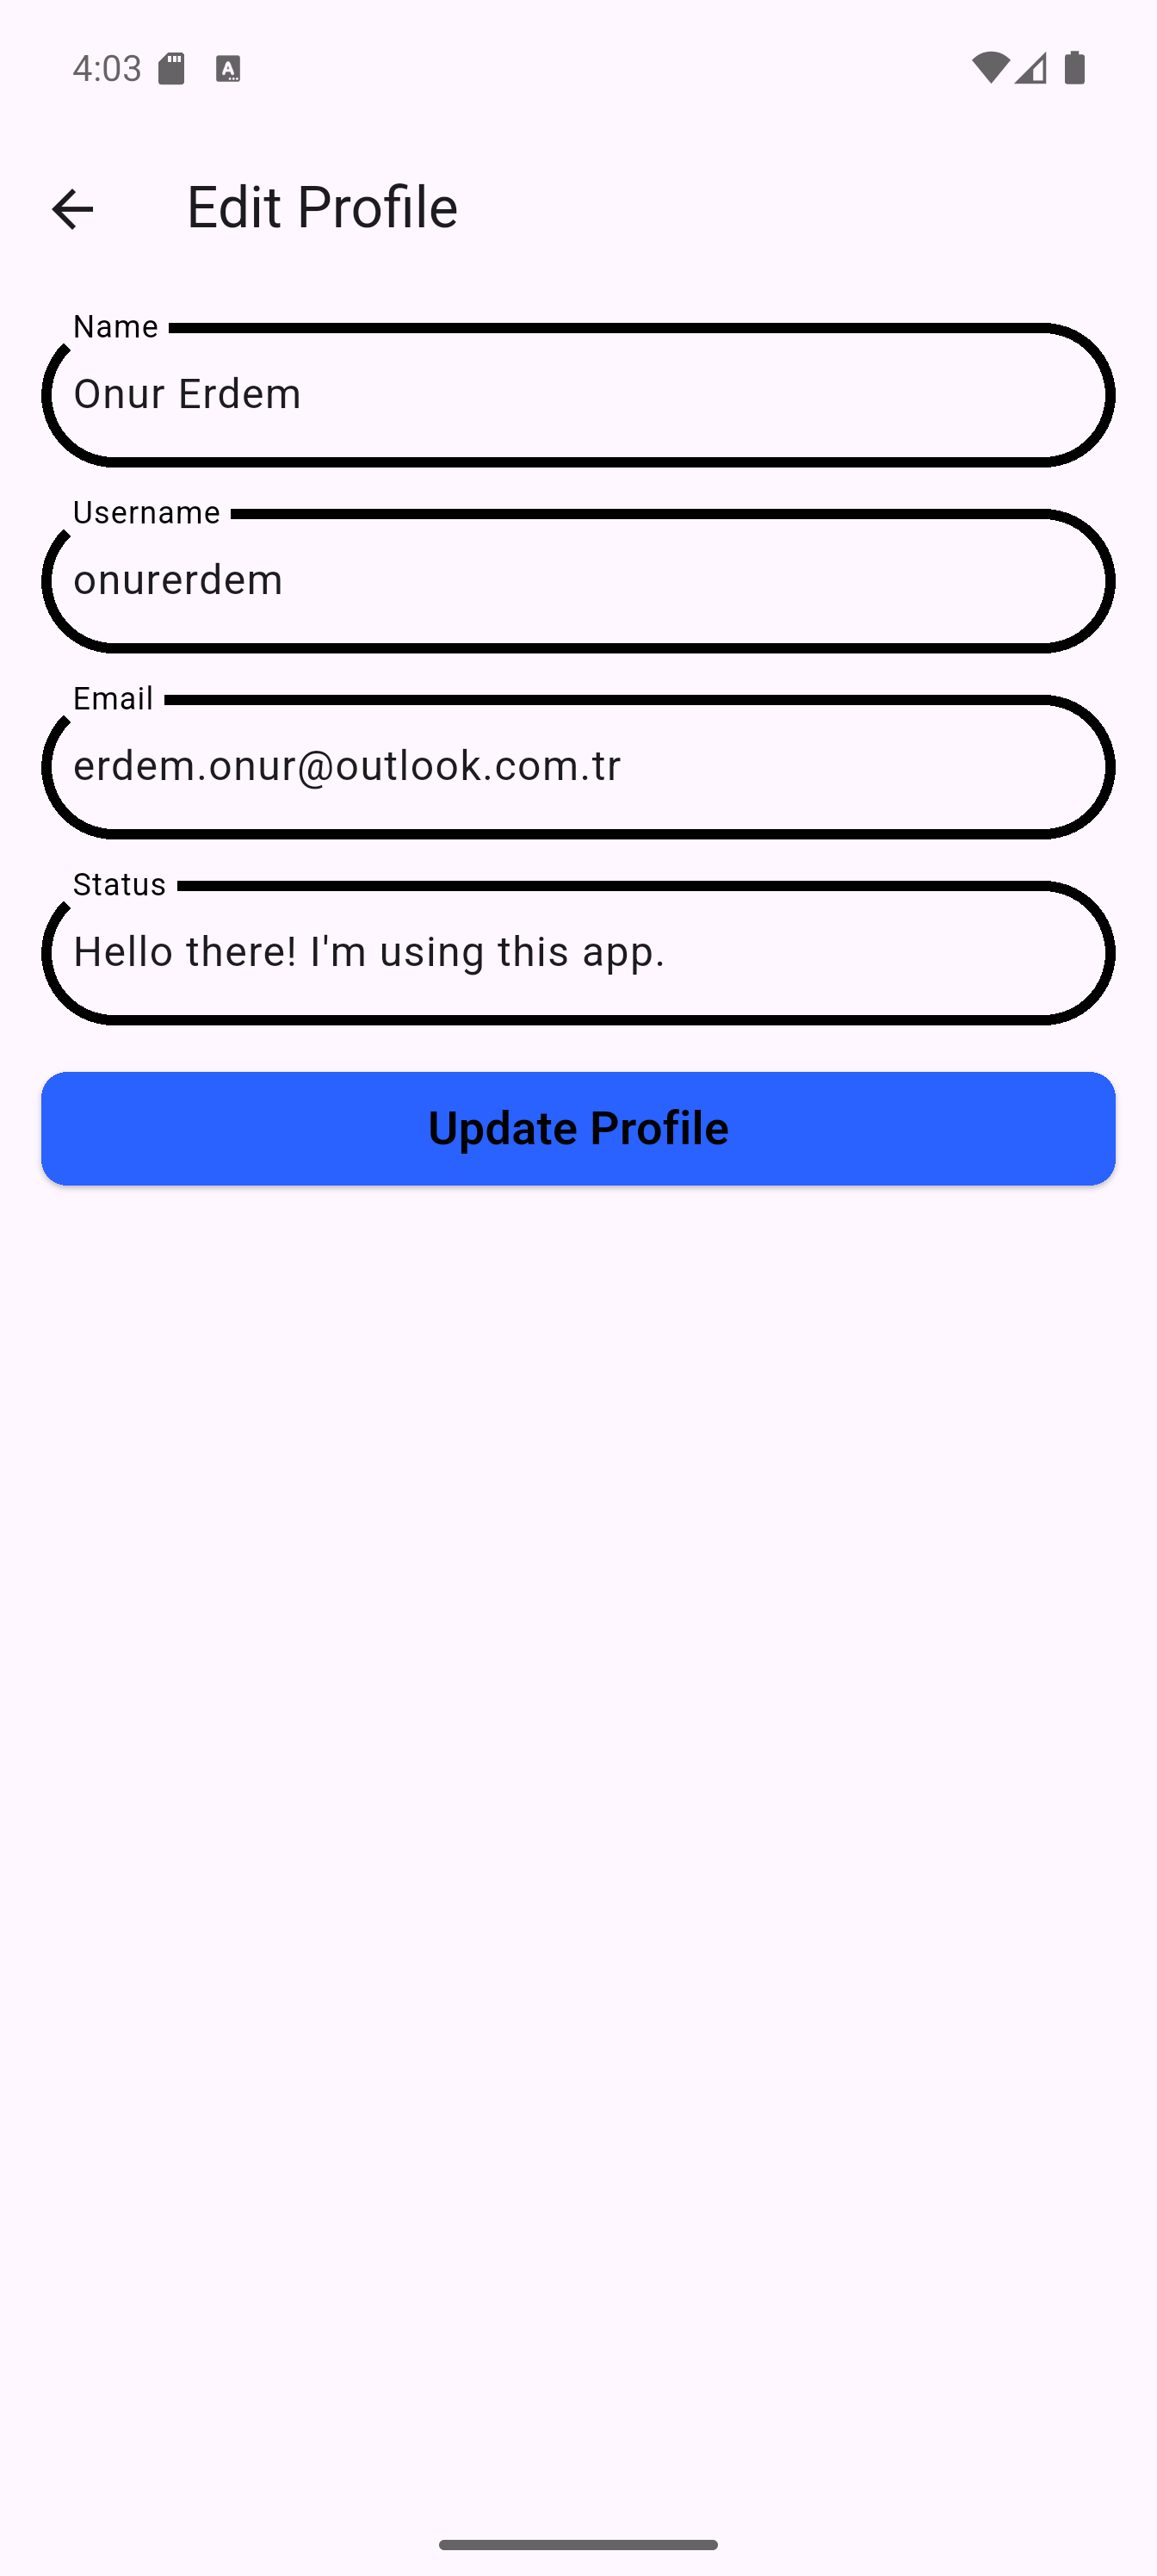 4:03
Edit Profile
Name
Onur Erdem
Username
onurerdem
Email
erdem.onur@outlook.com.tr
Status
Hello there! I'm using this app.
Update Profile